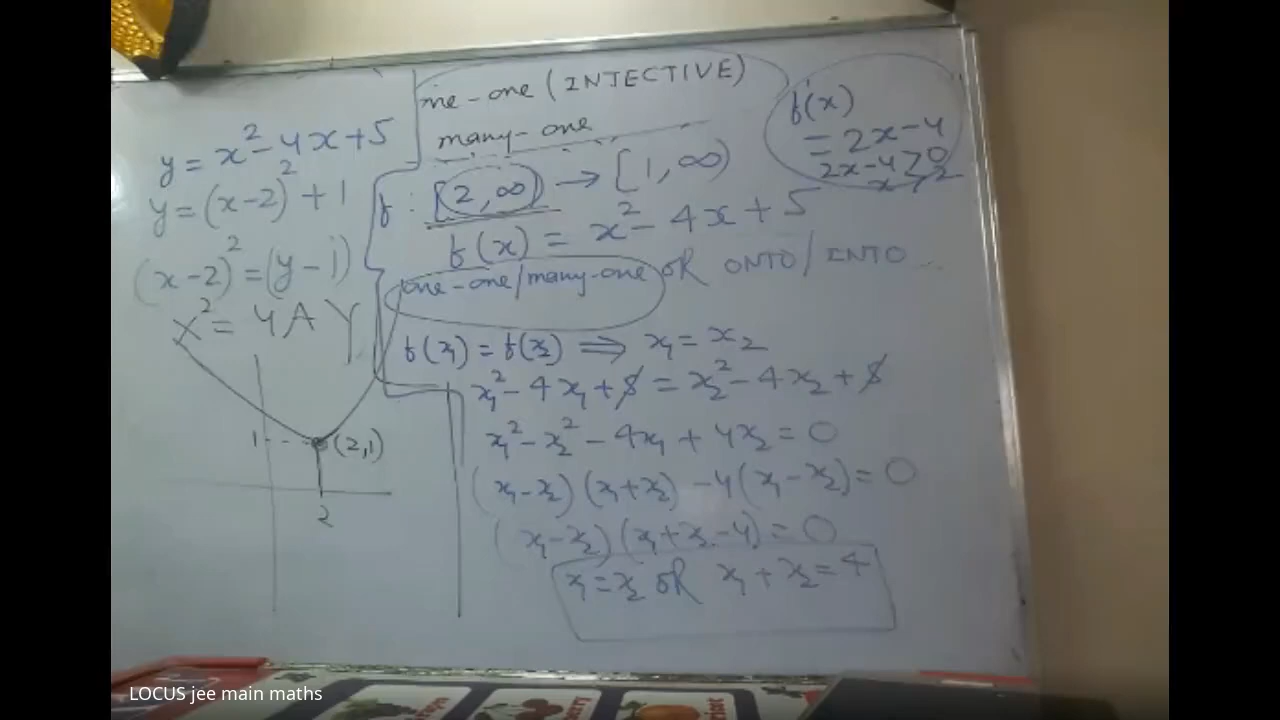 y = x² - 4x + 5
y = (x-2)² + 1
(x-2)² = (y-1)
X² = 4AY
1
(2,1)
2
one-one (INJECTIVE)
many-one
f : [2, ∞) → [1, ∞)
f(x) = x² - 4x + 5
one-one/many-one OR ONTO/INTO
f(x₁) = f(x₂) ⟹ x₁ = x₂
x₁² - 4x₁ + 5 = x₂² - 4x₂ + 5
x₁² - x₂² - 4x₁ + 4x₂ = 0
(x₁-x₂)(x₁+x₂) - 4(x₁-x₂) = 0
(x₁-x₂)(x₁+x₂-4) = 0
x₁ = x₂ OR x₁ + x₂ = 4
f'(x)
= 2x-4
2x-4≥0
LOCUS jee main maths